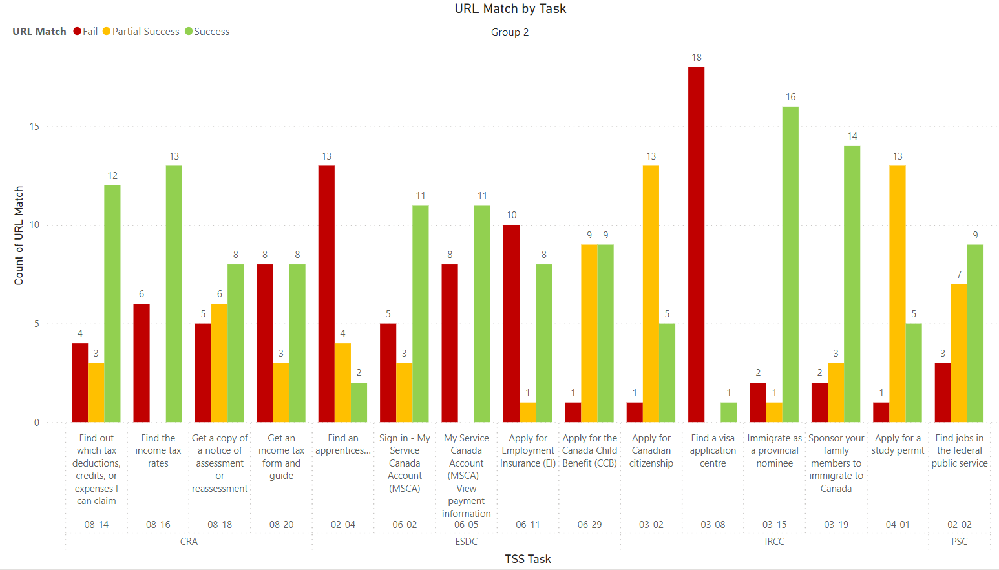 URL Match by Task
URL Match Fail Partial Success Success
Group 2
Count of URL Match
15
10
5
0
4 3 12
6 13
5 6 8
8 3 8
13 4 2
5 3 11
8 11
10 1 8
1 9 9
1 13 5
18 1
2 1 16
2 3 14
1 13 5
3 7 9
Find out
which tax
deductions,
credits, or
expenses I
can claim
Find the
income tax
rates
Get a copy of
a notice of
assessment
or
reassessment
Get an
income tax
form and
guide
Find an
apprentices...
Sign in - My
Service
Canada
Account
(MSCA)
My Service
Canada
Account
(MSCA) -
View
payment
information
Apply for
Employment
Insurance (EI)
Apply for the
Canada Child
Benefit (CCB)
Apply for
Canadian
citizenship
Find a visa
application
centre
Immigrate as
a provincial
nominee
Sponsor your
family
members to
immigrate to
Canada
Apply for a
study permit
Find jobs in
the federal
public service
08-14 08-16 08-18 08-20 02-04 06-02 06-05 06-11 06-29 03-02 03-08 03-15 03-19 04-01 02-02
CRA ESDC IRCC PSC
TSS Task